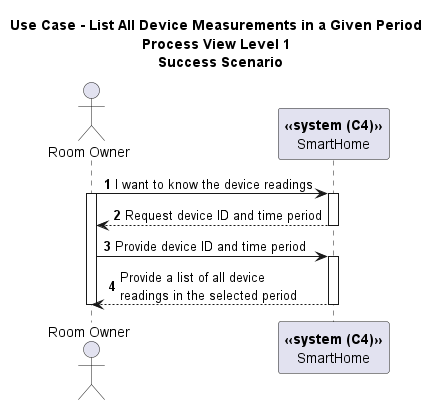 Use Case - List All Device Measurements in a Given Period
Process View Level 1
Success Scenario
Room Owner
«system (C4)»
SmartHome
1 I want to know the device readings
2 Request device ID and time period
3 Provide device ID and time period
4 Provide a list of all device
readings in the selected period
Room Owner
«system (C4)»
SmartHome